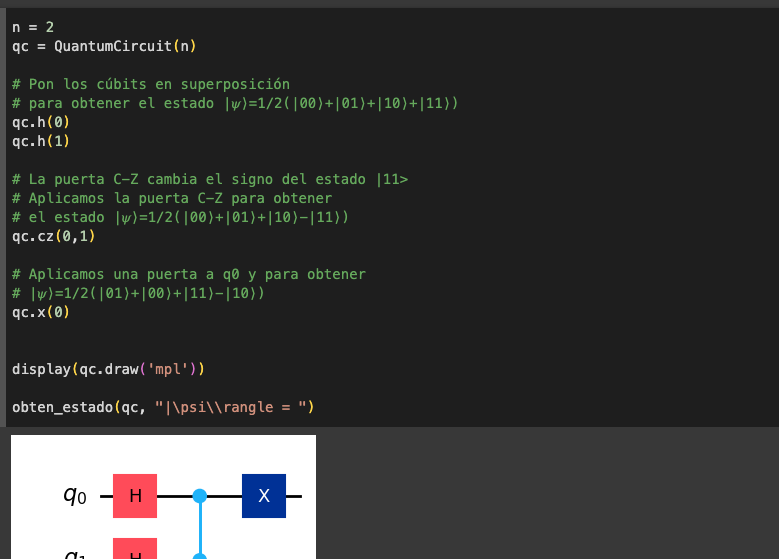 n = 2
qc = QuantumCircuit(n)
# Pon los cúbits en superposición
# para obtener el estado |ψ⟩=1/2(|00⟩+|01⟩+|10⟩+|11⟩)
qc.h(0)
qc.h(1)
# La puerta C-Z cambia el signo del estado |11>
# Aplicamos la puerta C-Z para obtener
# el estado |ψ⟩=1/2(|00⟩+|01⟩+|10⟩-|11⟩)
qc.cz(0,1)
# Aplicamos una puerta a q0 y para obtener
# |ψ⟩=1/2(|01⟩+|00⟩+|11⟩-|10⟩)
qc.x(0)
display(qc.draw('mpl'))
obten_estado(qc, "|\psi\\rangle = ")
q0 H X
q1 H